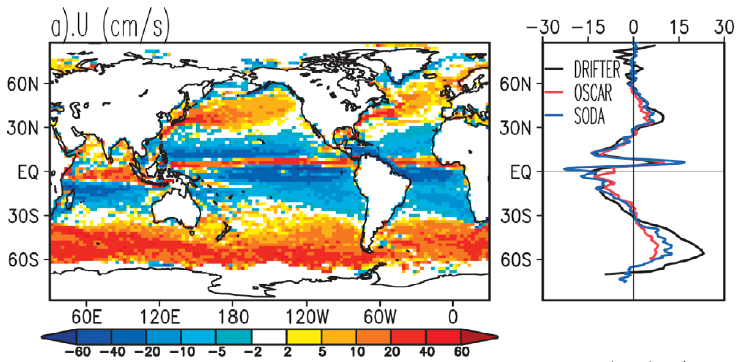 a).U (cm/s)
-30 -15 0 15 30
60N
30N
EQ
30S
60S
60E 120E 180 120W 60W 0
-60 -40 -20 -10 -5 -2 2 5 10 20 40 60
DRIFTER
OSCAR
SODA
60N
30N
EQ
30S
60S